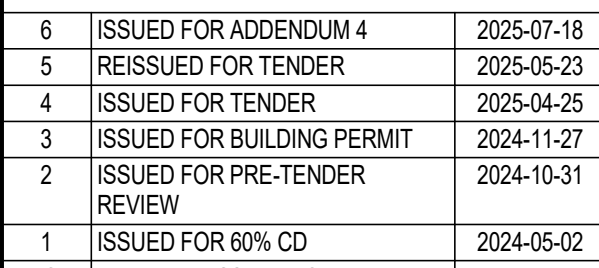 6 ISSUED FOR ADDENDUM 4 2025-07-18
5 REISSUED FOR TENDER 2025-05-23
4 ISSUED FOR TENDER 2025-04-25
3 ISSUED FOR BUILDING PERMIT 2024-11-27
2 ISSUED FOR PRE-TENDER 2024-10-31
REVIEW
1 ISSUED FOR 60% CD 2024-05-02